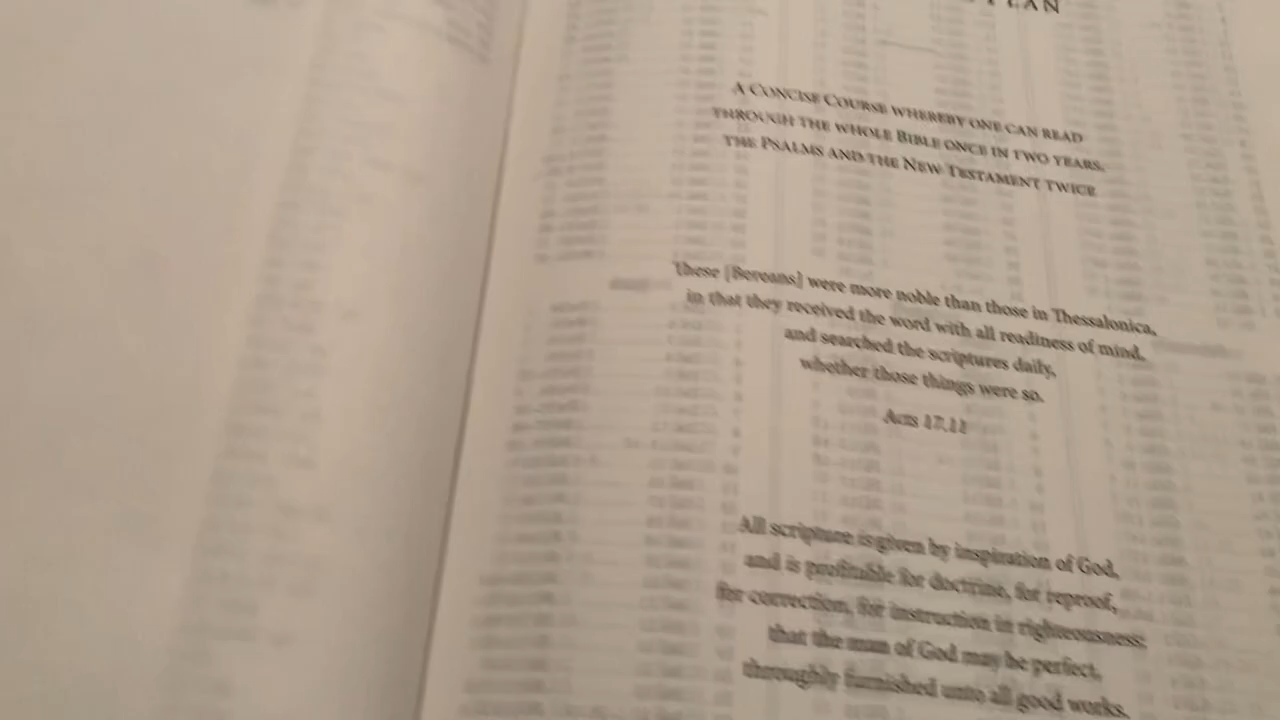 PLAN
A CONCISE COURSE WHEREBY ONE CAN READ
THROUGH THE WHOLE BIBLE ONCE IN TWO YEARS,
THE PSALMS AND THE NEW TESTAMENT TWICE
These [Bereans] were more noble than those in Thessalonica,
in that they received the word with all readiness of mind,
and searched the scriptures daily,
whether those things were so.
Acts 17.11
All scripture is given by inspiration of God,
and is profitable for doctrine, for reproof,
for correction, for instruction in righteousness:
that the man of God may be perfect,
throughly furnished unto all good works.